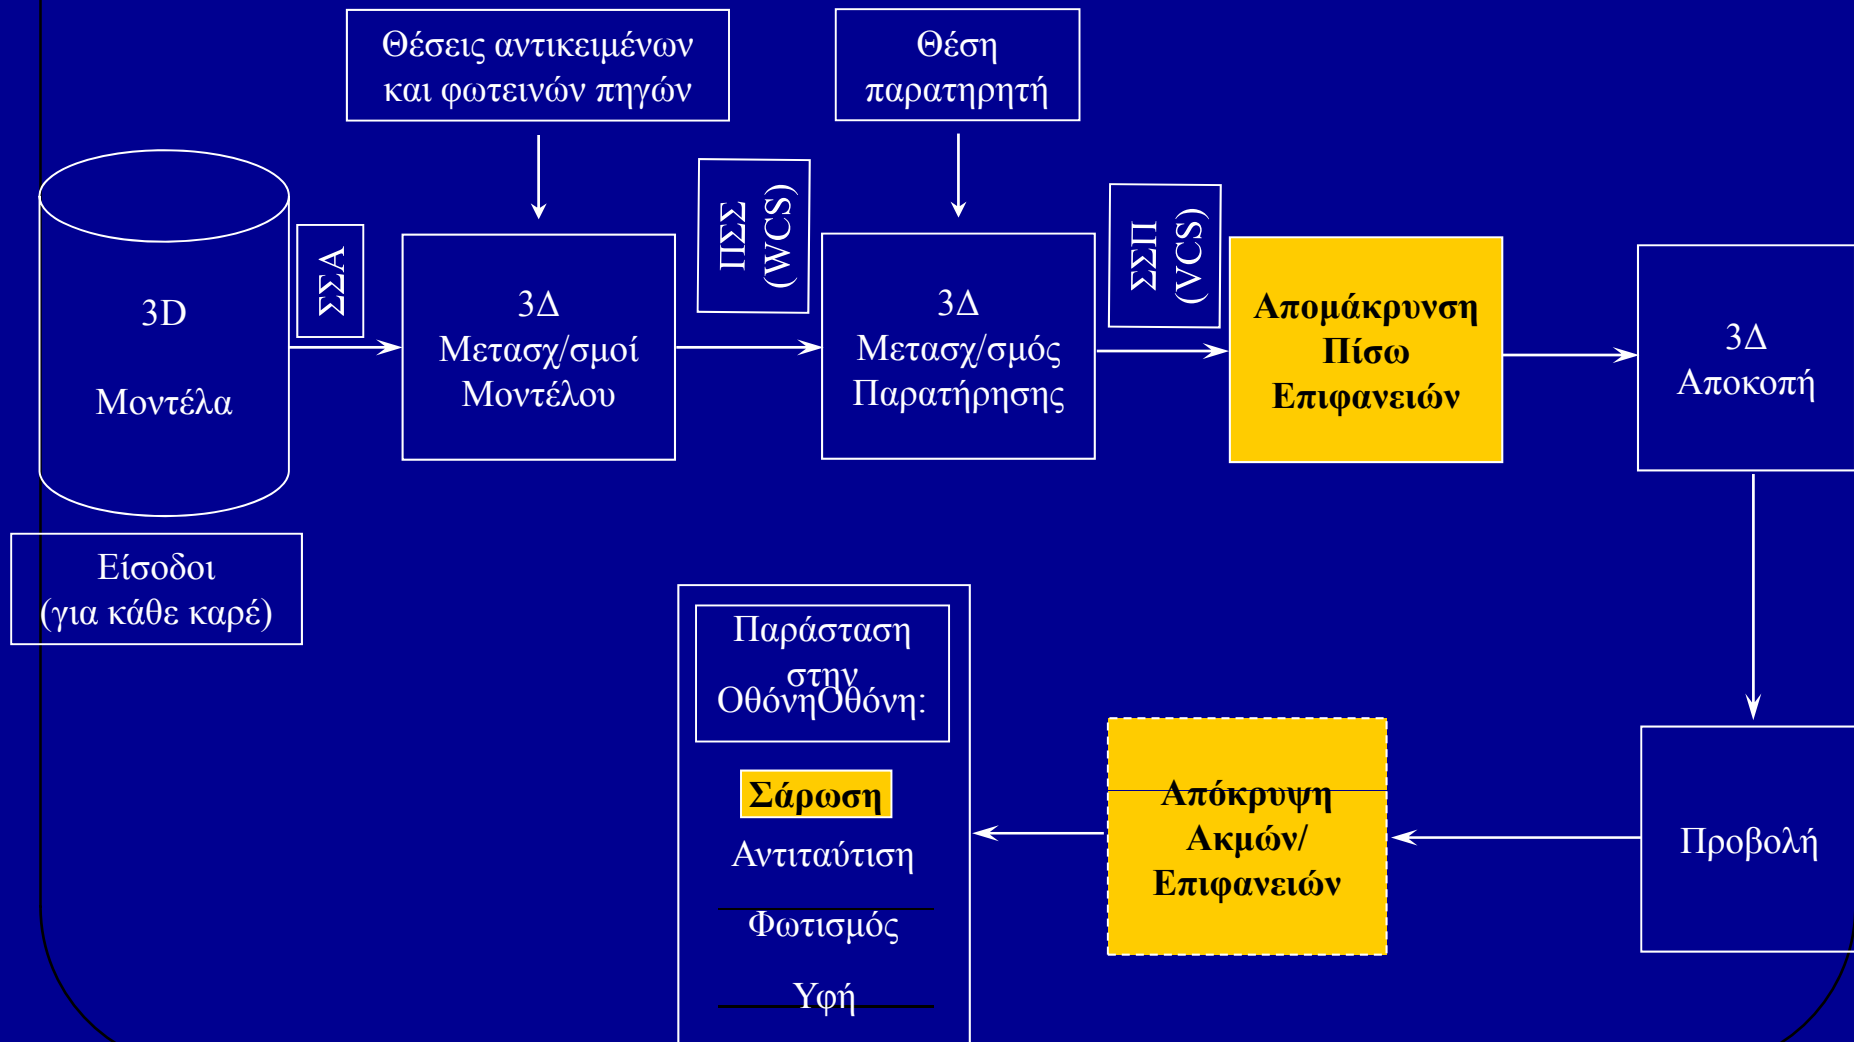 Θέσεις αντικειμένων
και φωτεινών πηγών
Θέση
παρατηρητή
3D
Μοντέλα
ΣΣΑ
3Δ
Μετασχ/σμοί
Μοντέλου
ΠΣΣ
(WCS)
3Δ
Μετασχ/σμός
Παρατήρησης
ΣΣΠ
(VCS)
Απομάκρυνση
Πίσω
Επιφανειών
3Δ
Αποκοπή
Είσοδοι
(για κάθε καρέ)
Προβολή
Απόκρυψη
Ακμών/
Επιφανειών
Παράσταση
στην
ΟθόνηΟθόνη:
Σάρωση
Αντιταύτιση
Φωτισμός
Υφή